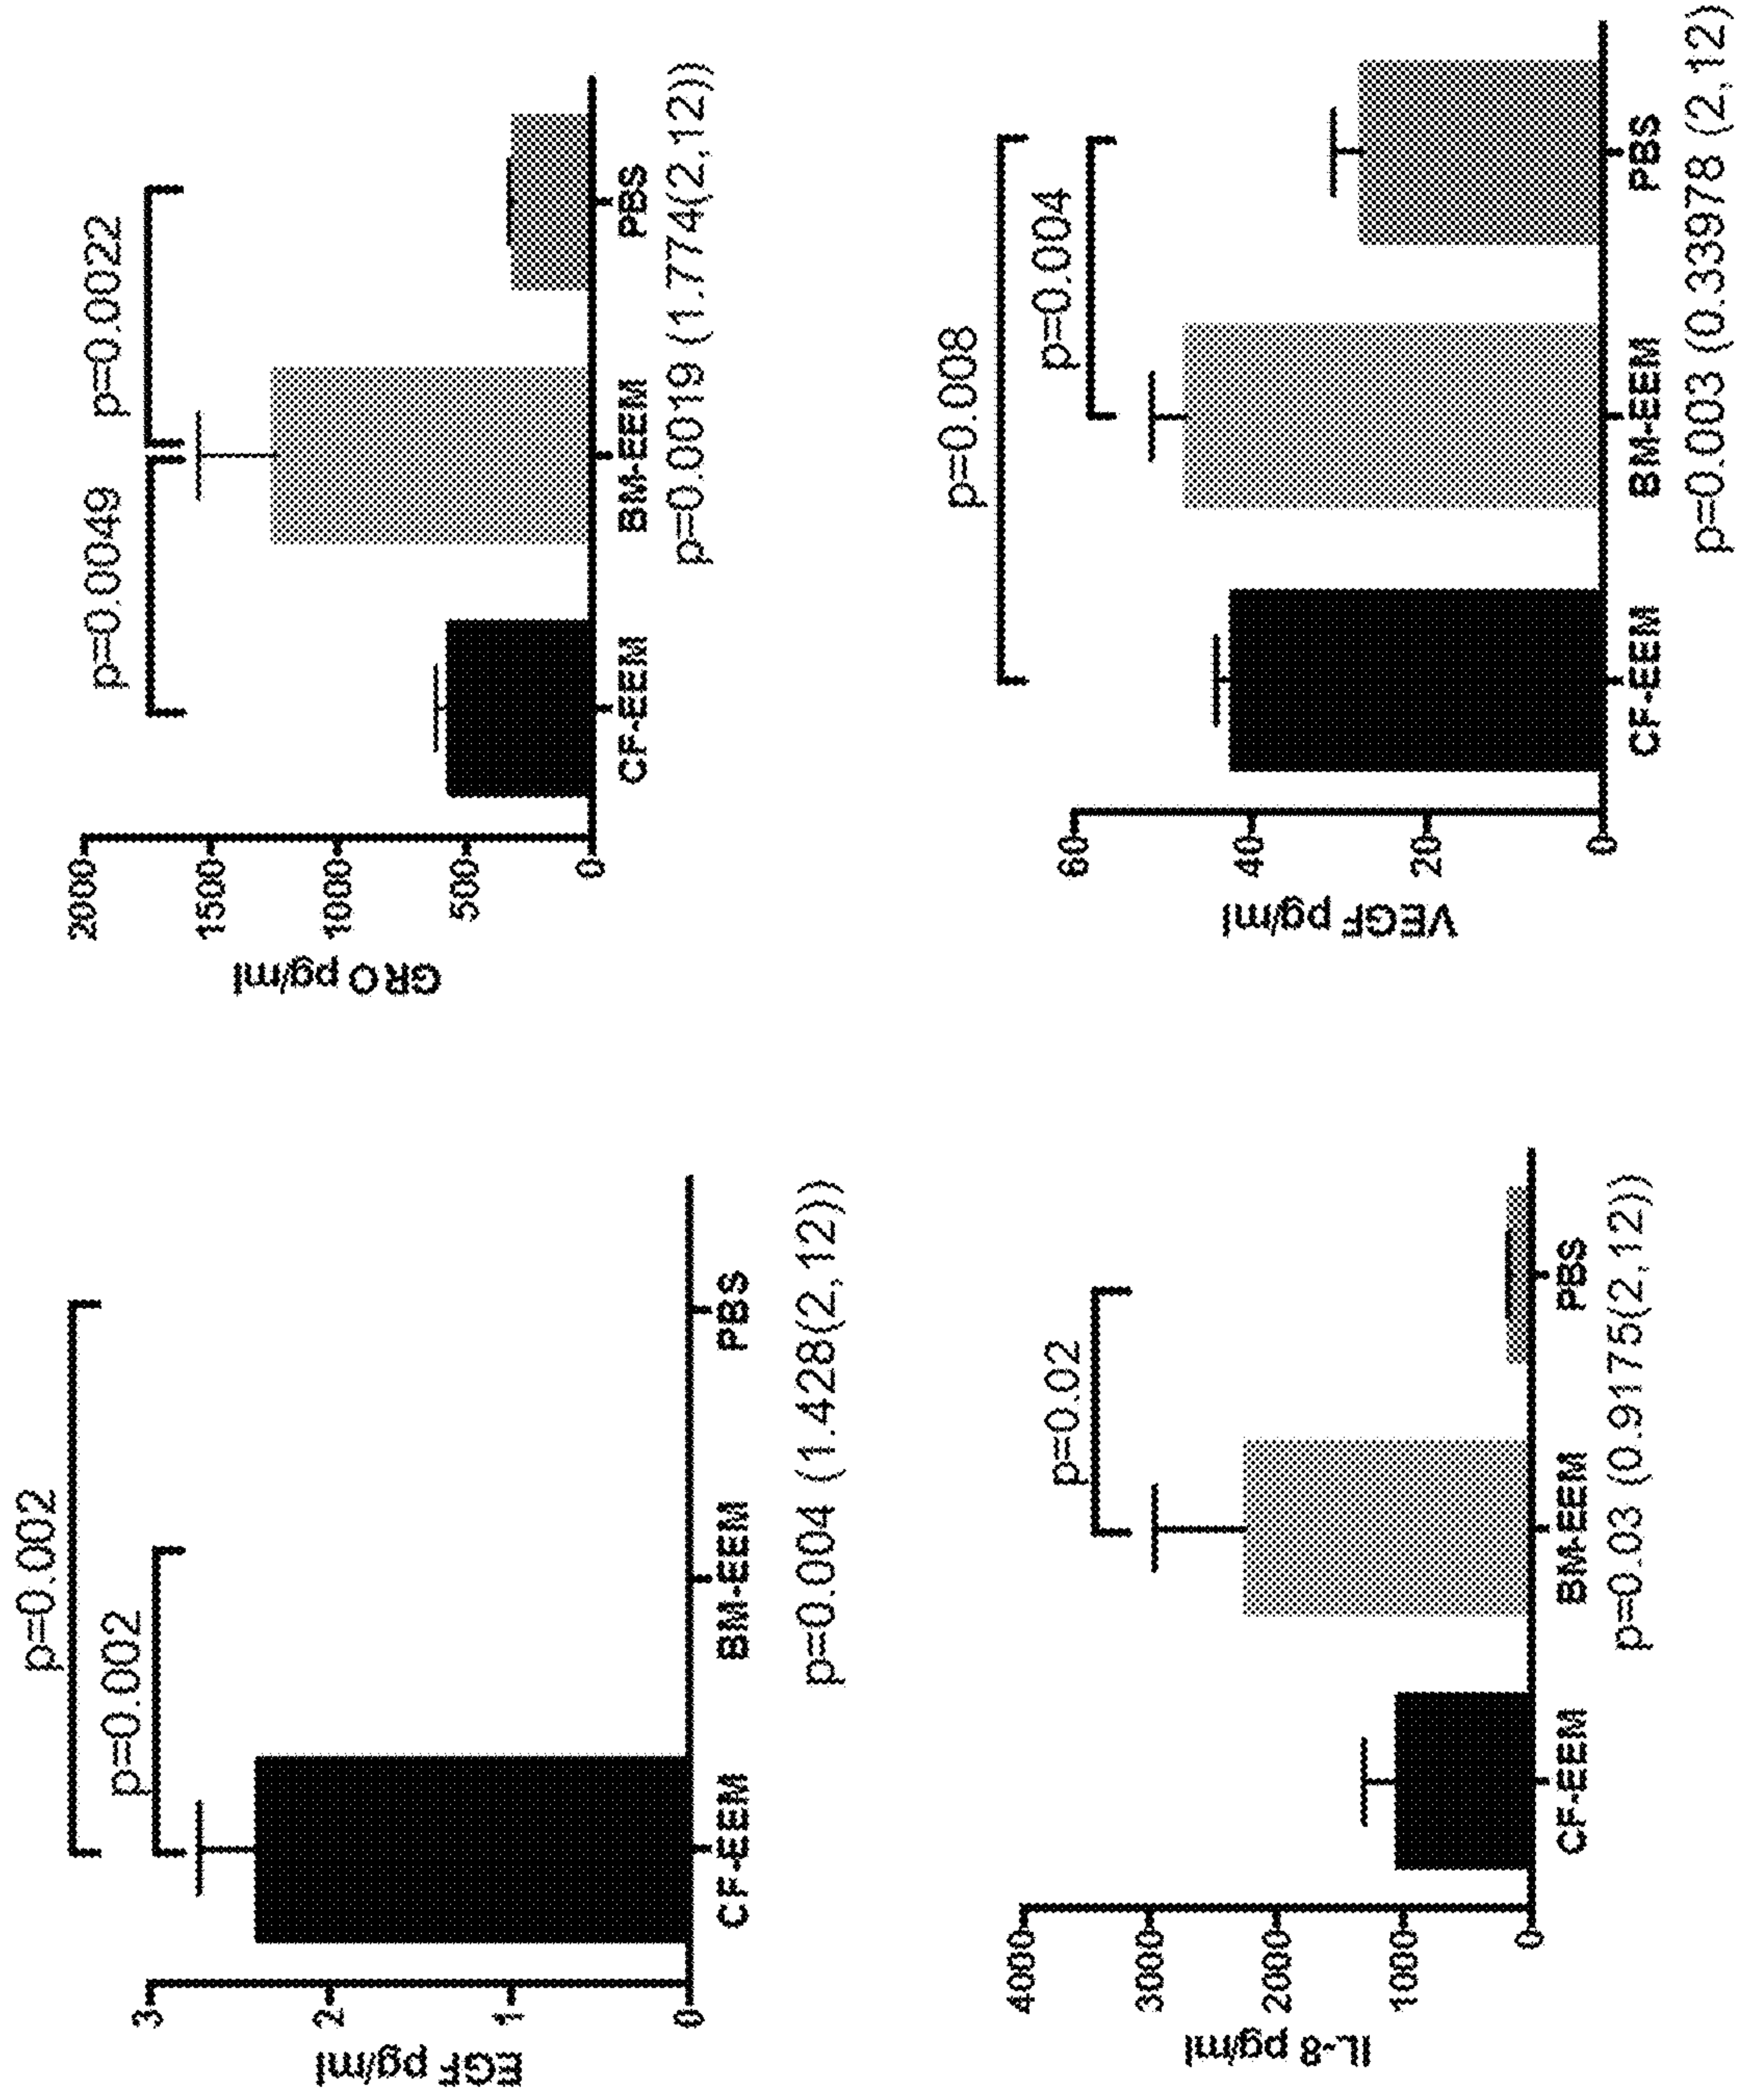 p=0.002
p=0.002
EGF pg/ml
3
2
1
0
CF-EEM BM-EEM PBS
p=0.004 (1.428(2,12))
p=0.0049 p=0.0022
GRO pg/ml
2000
1500
1000
500
0
CF-EEM BM-EEM PBS
p=0.0019 (1.774(2,12))
p=0.02
IL-8 pg/ml
4000
3000
2000
1000
0
CF-EEM BM-EEM PBS
p=0.03 (0.9175(2,12))
p=0.008
p=0.004
VEGF pg/ml
60
40
20
0
CF-EEM BM-EEM PBS
p=0.003 (0.33978 (2,12)